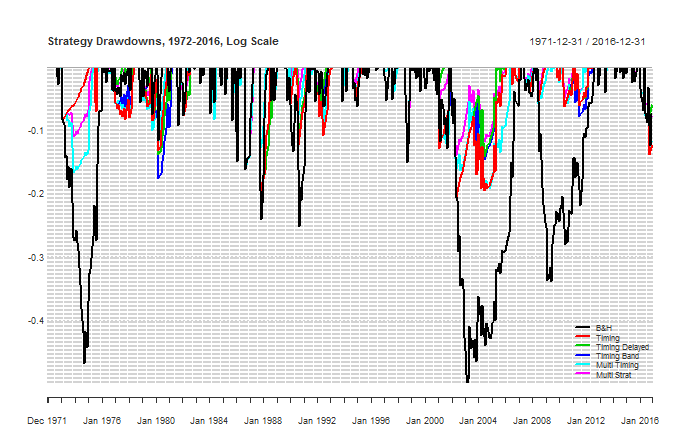 Strategy Drawdowns, 1972-2016, Log Scale 1971-12-31 / 2016-12-31
-0.1
-0.2
-0.3
-0.4
B&H
Timing
Timing Delayed
Timing Band
Multi Timing
Multi Strat
Dec 1971 Jan 1976 Jan 1980 Jan 1984 Jan 1988 Jan 1992 Jan 1996 Jan 2000 Jan 2004 Jan 2008 Jan 2012 Jan 2016